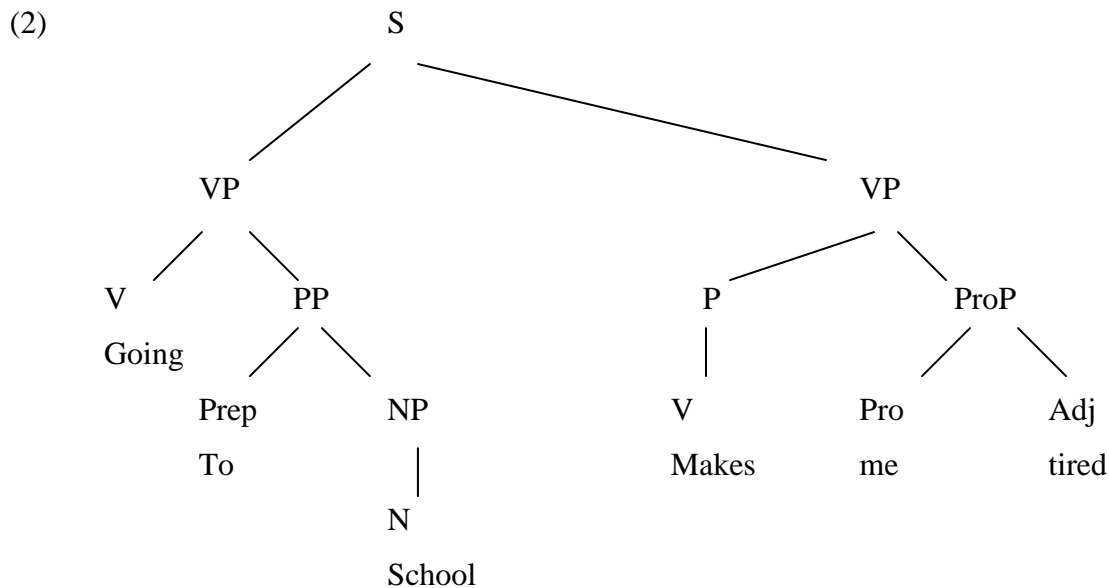 (2) S
VP VP
V PP P ProP
Going
Prep NP V Pro Adj
To Makes me tired
N
School